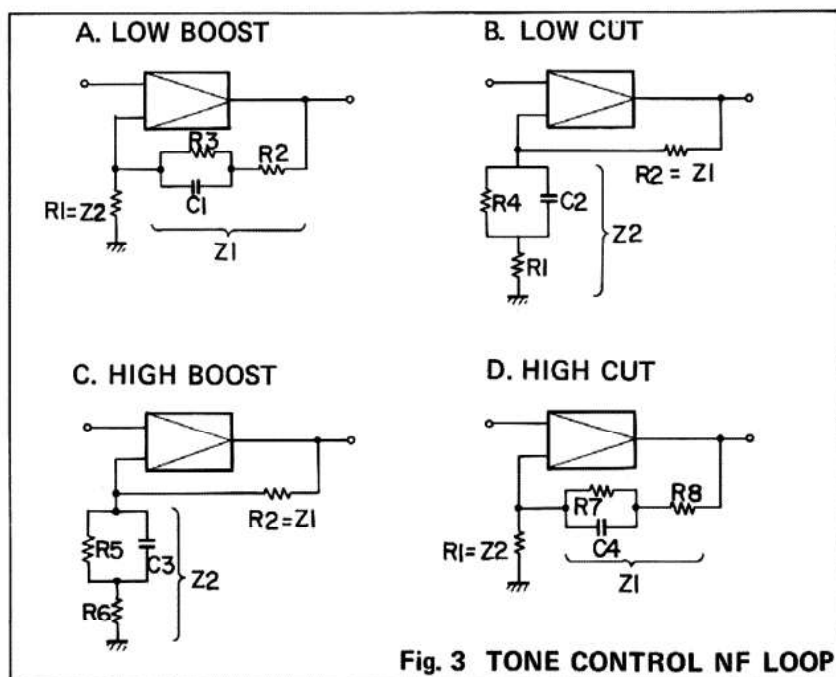 A. LOW BOOST
R3
R2
C1
R1=Z2
Z1
B. LOW CUT
R2 = Z1
R4
C2
Z2
R1
C. HIGH BOOST
R2=Z1
R5
C3
Z2
R6
D. HIGH CUT
R8
R7
C4
R1=Z2
Z1
Fig. 3 TONE CONTROL NF LOOP